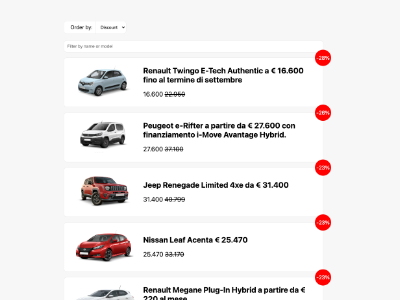 Order by: Discount
Filter by name or model
-28%
Renault Twingo E-Tech Authentic a € 16.600
fino al termine di settembre
16.600 22.950
-26%
Peugeot e-Rifter a partire da € 27.600 con
finanziamento i-Move Avantage Hybrid.
27.600 37.100
-23%
Jeep Renegade Limited 4xe da € 31.400
31.400 40.799
-23%
Nissan Leaf Acenta € 25.470
25.470 33.170
-23%
Renault Megane Plug-In Hybrid a partire da €
220 al mese